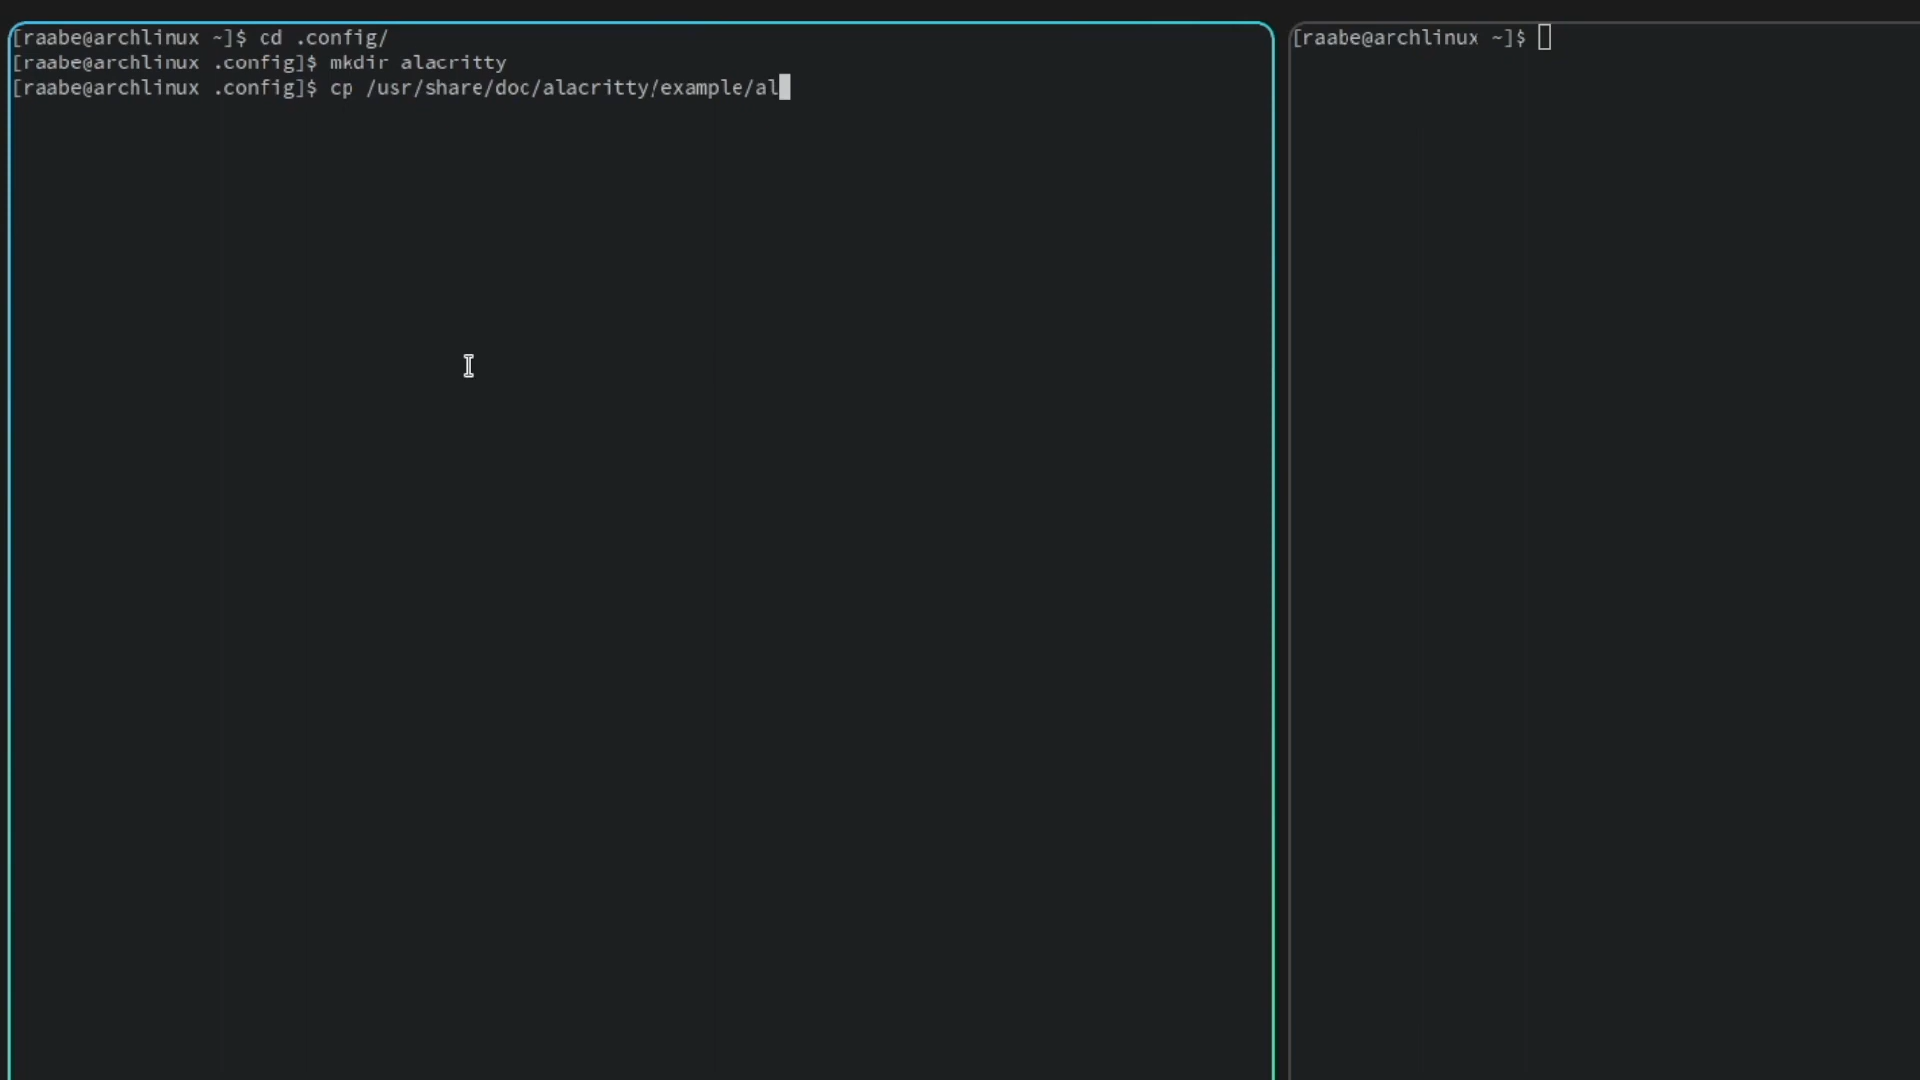 [raabe@archlinux ~]$ cd .config/
[raabe@archlinux .config]$ mkdir alacritty
[raabe@archlinux .config]$ cp /usr/share/doc/alacritty/example/al
[raabe@archlinux ~]$